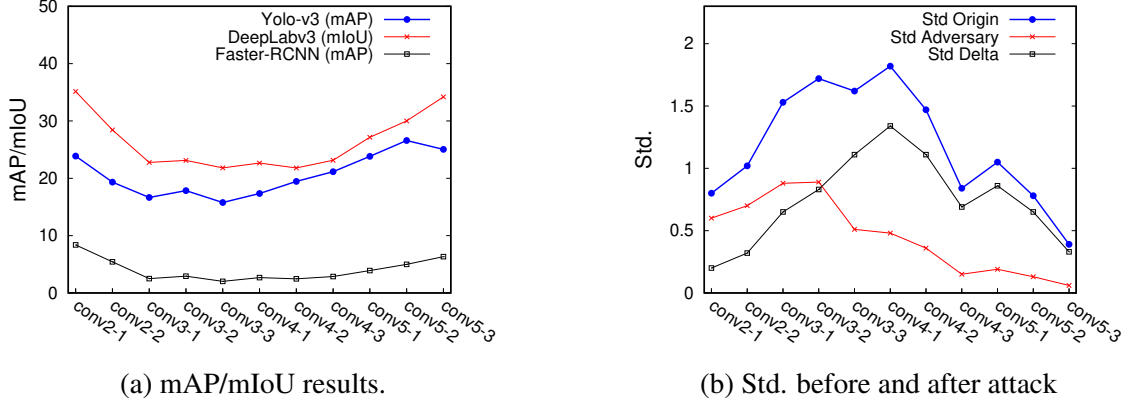 50
40
30
20
10
0
mAP/mIoU
Yolo-v3 (mAP)
DeepLabv3 (mIoU)
Faster-RCNN (mAP)
conv2-1
conv2-2
conv3-1
conv3-2
conv3-3
conv4-1
conv4-2
conv4-3
conv5-1
conv5-2
conv5-3
(a) mAP/mIoU results.
2
1.5
1
0.5
0
Std.
Std Origin
Std Adversary
Std Delta
conv2-1
conv2-2
conv3-1
conv3-2
conv3-3
conv4-1
conv4-2
conv4-3
conv5-1
conv5-2
conv5-3
(b) Std. before and after attack